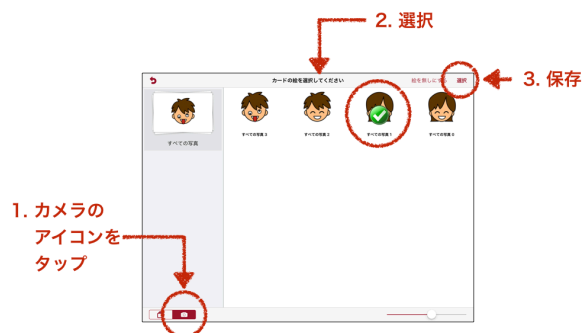 2. 選択
カードの絵を選択してください
絵を無しにする
選択
3. 保存
すべての写真 3
すべての写真 2
すべての写真 1
すべての写真 0
すべての写真
1. カメラの
アイコンを
タップ